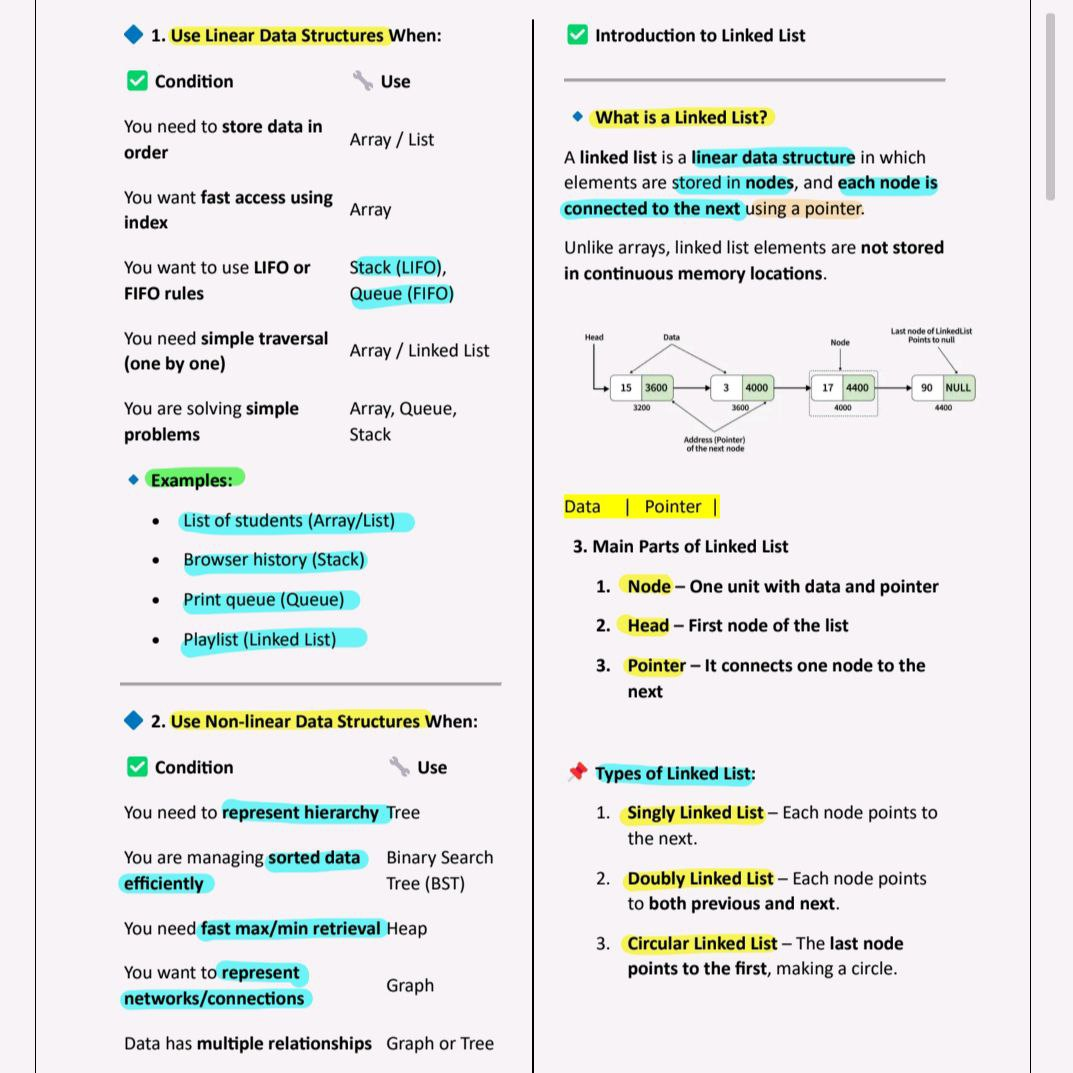 1. Use Linear Data Structures When:
Condition Use
You need to store data in
order
Array / List
You want fast access using
index
Array
You want to use LIFO or
FIFO rules
Stack (LIFO),
Queue (FIFO)
You need simple traversal
(one by one)
Array / Linked List
You are solving simple
problems
Array, Queue,
Stack
Examples:
• List of students (Array/List)
• Browser history (Stack)
• Print queue (Queue)
• Playlist (Linked List)
2. Use Non-linear Data Structures When:
Condition Use
You need to represent hierarchy Tree
You are managing sorted data
efficiently
Binary Search
Tree (BST)
You need fast max/min retrieval Heap
You want to represent
networks/connections
Graph
Data has multiple relationships Graph or Tree
Introduction to Linked List
What is a Linked List?
A linked list is a linear data structure in which
elements are stored in nodes, and each node is
connected to the next using a pointer.
Unlike arrays, linked list elements are not stored
in continuous memory locations.
Head
Data
Node
Last node of LinkedList
Points to null
15 3600 3 4000 17 4400 90 NULL
3200 3600 4000 4400
Address (Pointer)
of the next node
Data | Pointer |
3. Main Parts of Linked List
1. Node – One unit with data and pointer
2. Head – First node of the list
3. Pointer – It connects one node to the
next
Types of Linked List:
1. Singly Linked List – Each node points to
the next.
2. Doubly Linked List – Each node points
to both previous and next.
3. Circular Linked List – The last node
points to the first, making a circle.